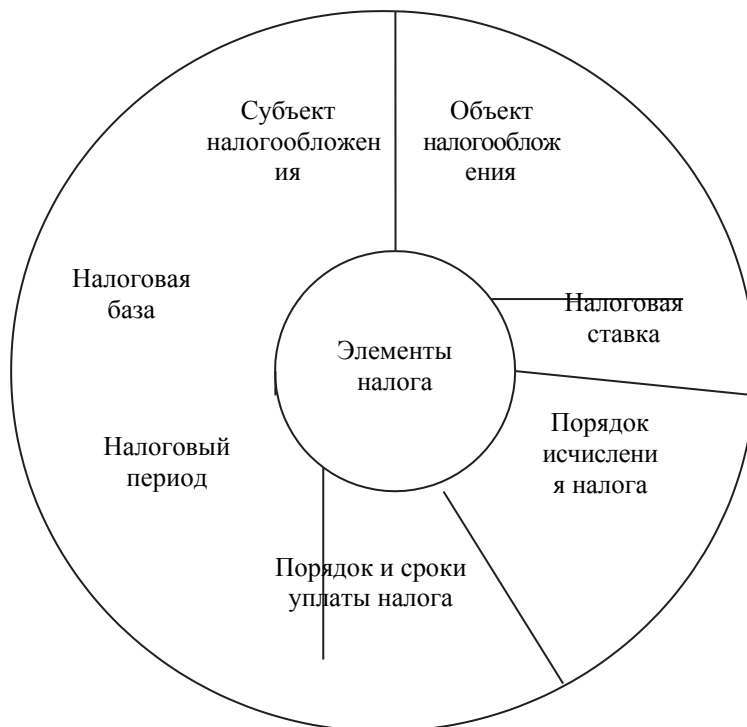 Субъект
налогообложен
ия
Объект
налогооблож
ения
Налоговая
база
Налоговая
ставка
Элементы
налога
Порядок
исчислени
я налога
Налоговый
период
Порядок и сроки
уплаты налога